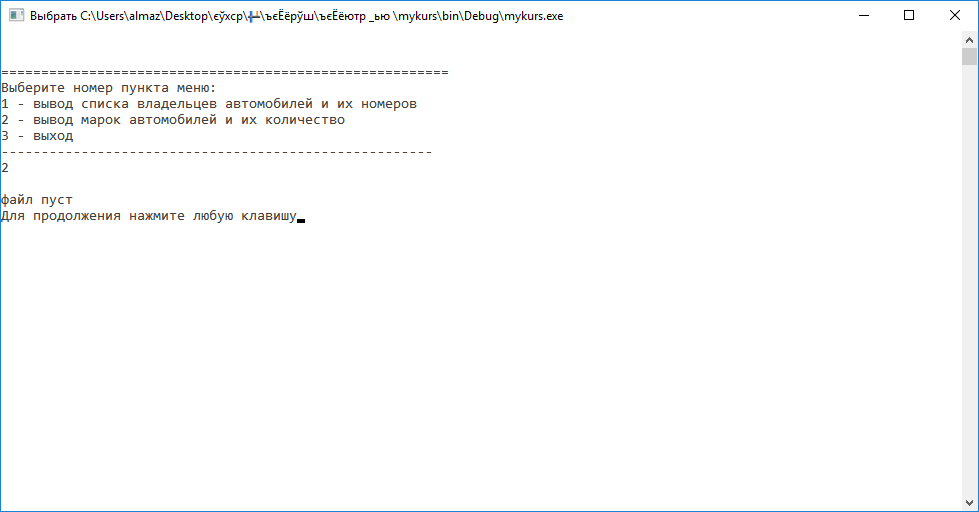 Выбрать C:\Users\almaz\Desktop\єўхср\╬╨╚\ъєЁёрўш\ъєЁёютр _ью \mykurs\bin\Debug\mykurs.exe
========================================================
Выберите номер пункта меню:
1 - вывод списка владельцев автомобилей и их номеров
2 - вывод марок автомобилей и их количество
3 - выход
------------------------------------------------------
2
файл пуст
Для продолжения нажмите любую клавишу